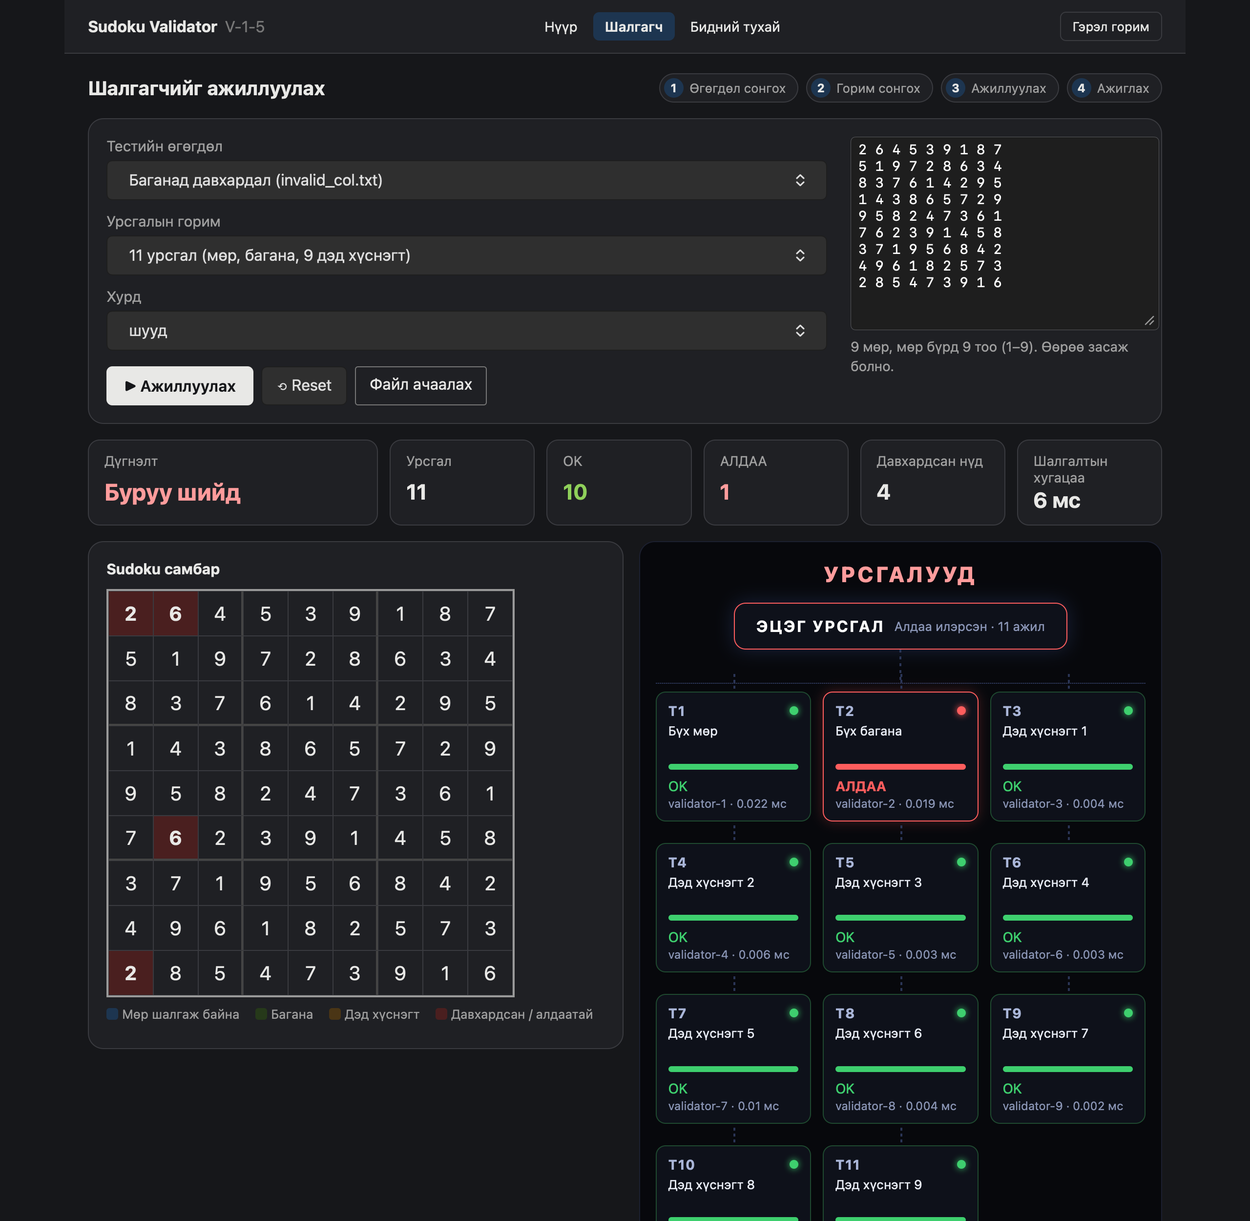 Sudoku Validator V-1-5
Нүүр
Шалгагч
Бидний тухай
Гэрэл горим
Шалгагчийг ажиллуулах
1 Өгөгдөл сонгох
2 Горим сонгох
3 Ажиллуулах
4 Ажиглах
Тестийн өгөгдөл
Баганад давхардал (invalid_col.txt)
Урсгалын горим
11 урсгал (мөр, багана, 9 дэд хүснэгт)
Хурд
шууд
▶ Ажиллуулах
⟲ Reset
Файл ачаалах
2 6 4 5 3 9 1 8 7
5 1 9 7 2 8 6 3 4
8 3 7 6 1 4 2 9 5
1 4 3 8 6 5 7 2 9
9 5 8 2 4 7 3 6 1
7 6 2 3 9 1 4 5 8
3 7 1 9 5 6 8 4 2
4 9 6 1 8 2 5 7 3
2 8 5 4 7 3 9 1 6
9 мөр, мөр бүрд 9 тоо (1–9). Өөрөө засаж
болно.
Дүгнэлт
Буруу шийд
Урсгал
11
OK
10
АЛДАА
1
Давхардсан нүд
4
Шалгалтын
хугацаа
6 мс
Sudoku самбар
2 6 4 5 3 9 1 8 7
5 1 9 7 2 8 6 3 4
8 3 7 6 1 4 2 9 5
1 4 3 8 6 5 7 2 9
9 5 8 2 4 7 3 6 1
7 6 2 3 9 1 4 5 8
3 7 1 9 5 6 8 4 2
4 9 6 1 8 2 5 7 3
2 8 5 4 7 3 9 1 6
Мөр шалгаж байна
Багана
Дэд хүснэгт
Давхардсан / алдаатай
УРСГАЛУУД
ЭЦЭГ УРСГАЛ Алдаа илэрсэн · 11 ажил
T1
Бүх мөр
OK
validator-1 · 0.022 мс
T2
Бүх багана
АЛДАА
validator-2 · 0.019 мс
T3
Дэд хүснэгт 1
OK
validator-3 · 0.004 мс
T4
Дэд хүснэгт 2
OK
validator-4 · 0.006 мс
T5
Дэд хүснэгт 3
OK
validator-5 · 0.003 мс
T6
Дэд хүснэгт 4
OK
validator-6 · 0.003 мс
T7
Дэд хүснэгт 5
OK
validator-7 · 0.01 мс
T8
Дэд хүснэгт 6
OK
validator-8 · 0.004 мс
T9
Дэд хүснэгт 7
OK
validator-9 · 0.002 мс
T10
Дэд хүснэгт 8
T11
Дэд хүснэгт 9